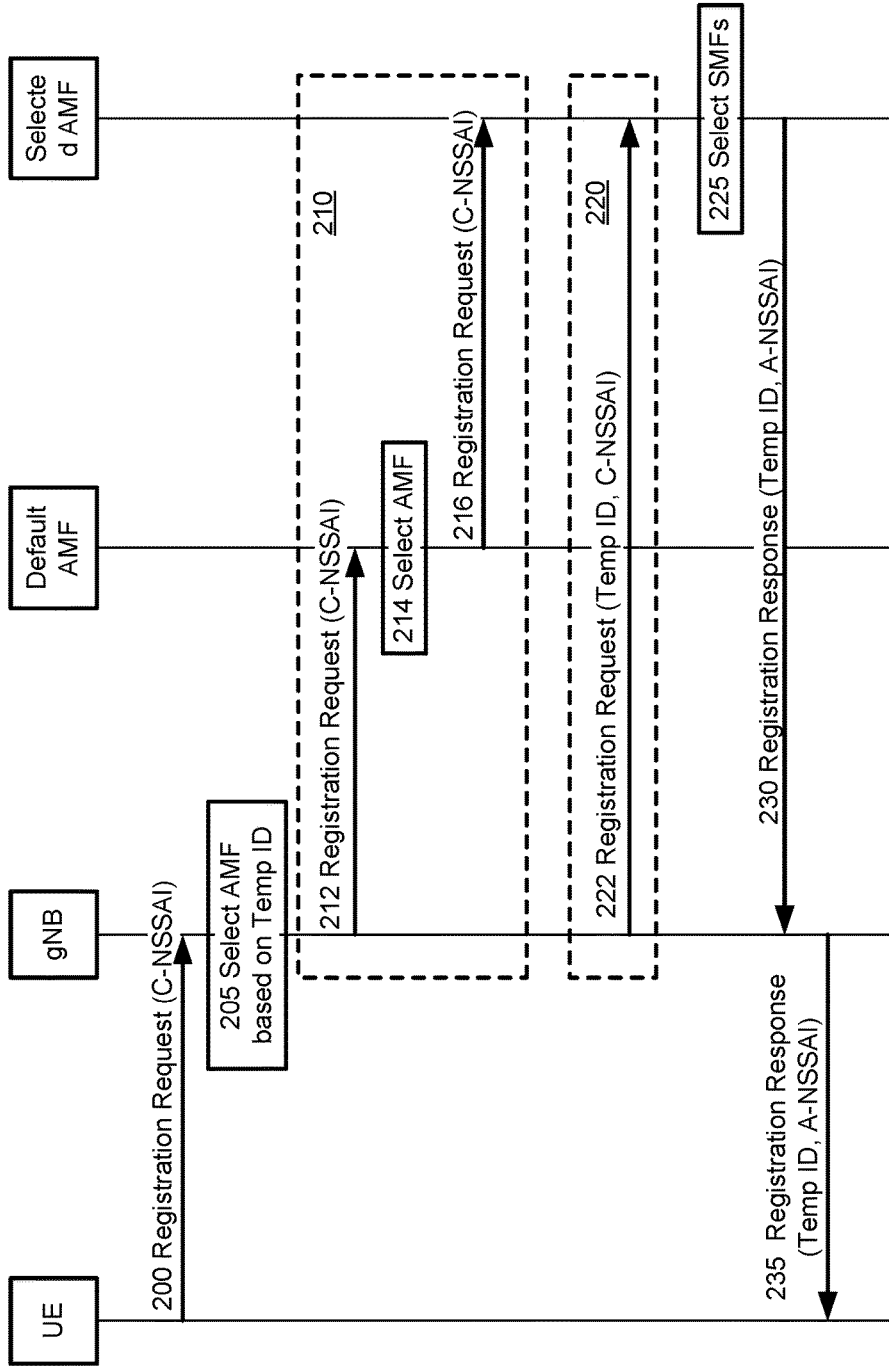 UE
gNB
Default
AMF
Selecte
d AMF
200 Registration Request (C-NSSAI)
205 Select AMF
based on Temp ID
210
212 Registration Request (C-NSSAI)
214 Select AMF
216 Registration Request (C-NSSAI)
220
222 Registration Request (Temp ID, C-NSSAI)
225 Select SMFs
230 Registration Response (Temp ID, A-NSSAI)
235 Registration Response
(Temp ID, A-NSSAI)